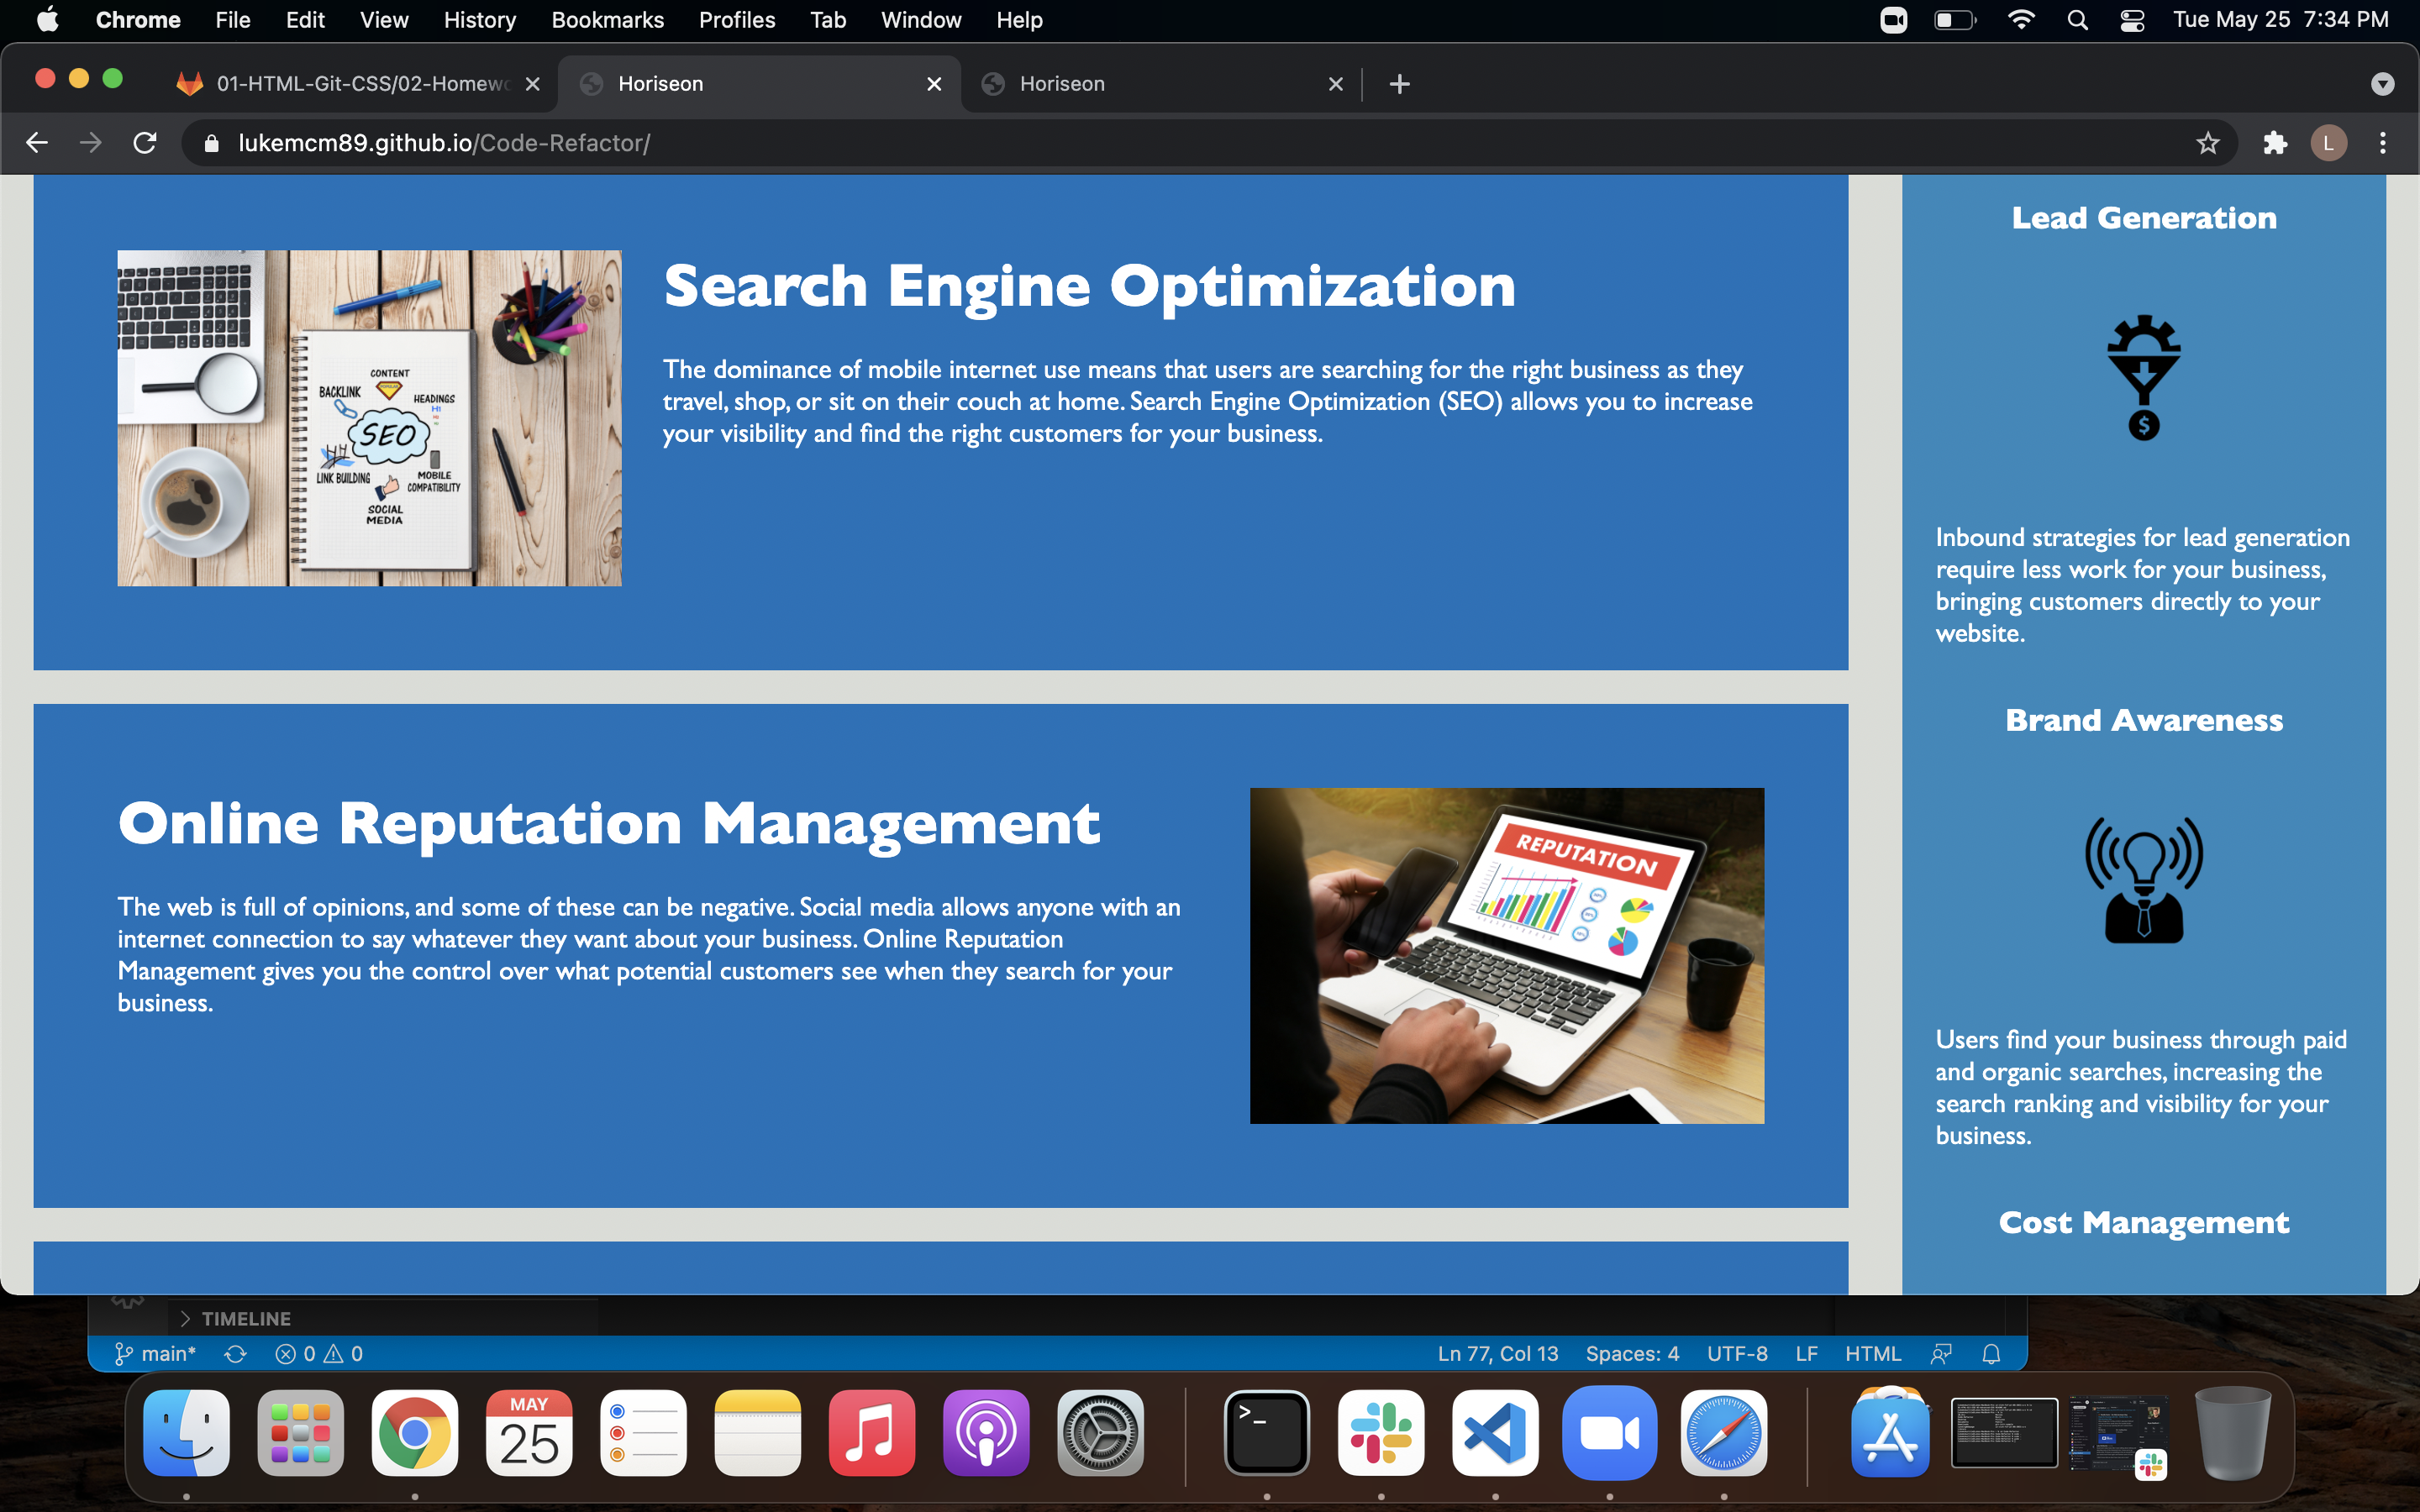 Chrome File Edit View History Bookmarks Profiles Tab Window Help Tue May 25 7:34 PM
01-HTML-Git-CSS/02-Homew Horiseon Horiseon
lukemcm89.github.io/Code-Refactor/ L
Search Engine Optimization
The dominance of mobile internet use means that users are searching for the right business as they
travel, shop, or sit on their couch at home. Search Engine Optimization (SEO) allows you to increase
your visibility and find the right customers for your business.
CONTENT
BACKLINK
HEADINGS
H1
SEO
LINK BUILDING
MOBILE
COMPATIBILITY
SOCIAL
MEDIA
Online Reputation Management
The web is full of opinions, and some of these can be negative. Social media allows anyone with an
internet connection to say whatever they want about your business. Online Reputation
Management gives you the control over what potential customers see when they search for your
business.
REPUTATION
Lead Generation
$
Inbound strategies for lead generation
require less work for your business,
bringing customers directly to your
website.
Brand Awareness
Users find your business through paid
and organic searches, increasing the
search ranking and visibility for your
business.
Cost Management
TIMELINE
main* 0 0 Ln 77, Col 13 Spaces: 4 UTF-8 LF HTML
MAY
25
>_